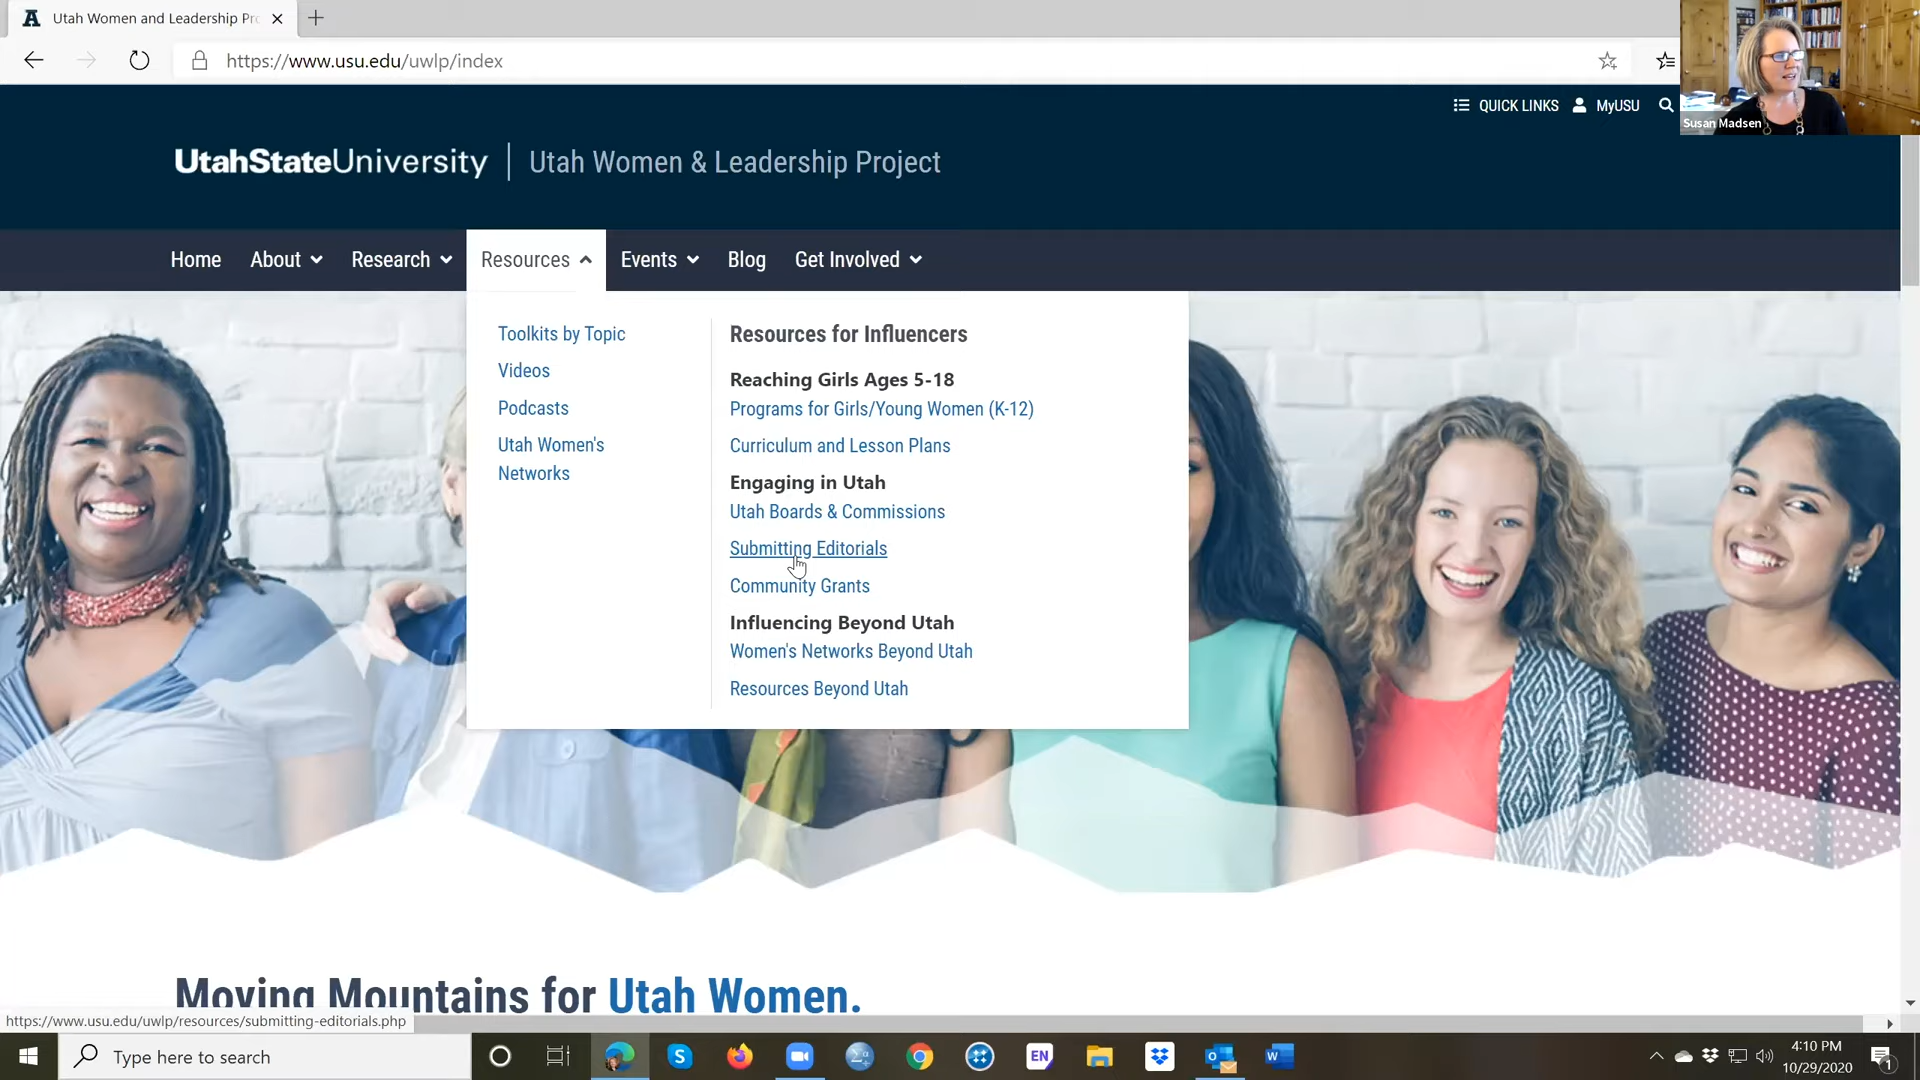 Utah Women and Leadership Pro
https://www.usu.edu/uwlp/index
QUICK LINKS
MyUSU
Susan Madsen
UtahStateUniversity
Utah Women & Leadership Project
Home
About
Research
Resources
Events
Blog
Get Involved
Toolkits by Topic
Videos
Podcasts
Utah Women's
Networks
Resources for Influencers
Reaching Girls Ages 5-18
Programs for Girls/Young Women (K-12)
Curriculum and Lesson Plans
Engaging in Utah
Utah Boards & Commissions
Submitting Editorials
Community Grants
Influencing Beyond Utah
Women's Networks Beyond Utah
Resources Beyond Utah
Moving Mountains for Utah Women.
https://www.usu.edu/uwlp/resources/submitting-editorials.php
Type here to search
EN
4:10 PM
10/29/2020
1